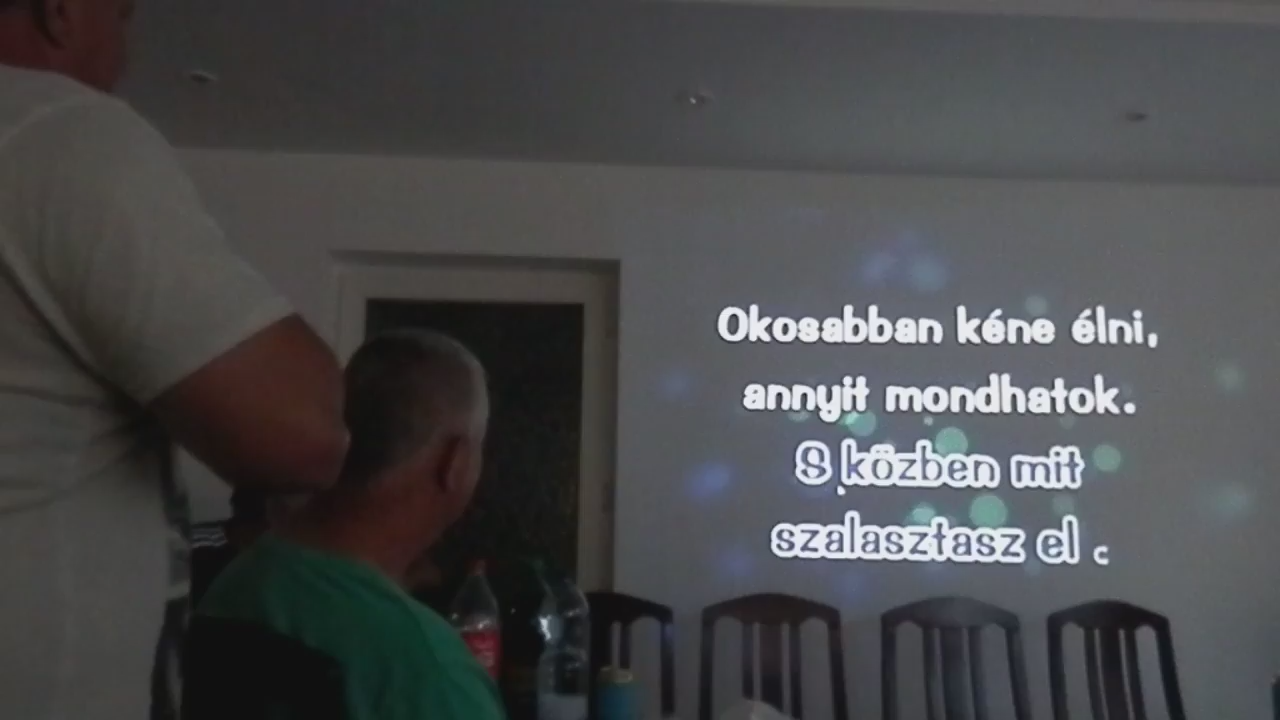 Okosabban kéne élni,
annyit mondhatok.
S közben mit
szalasztasz el